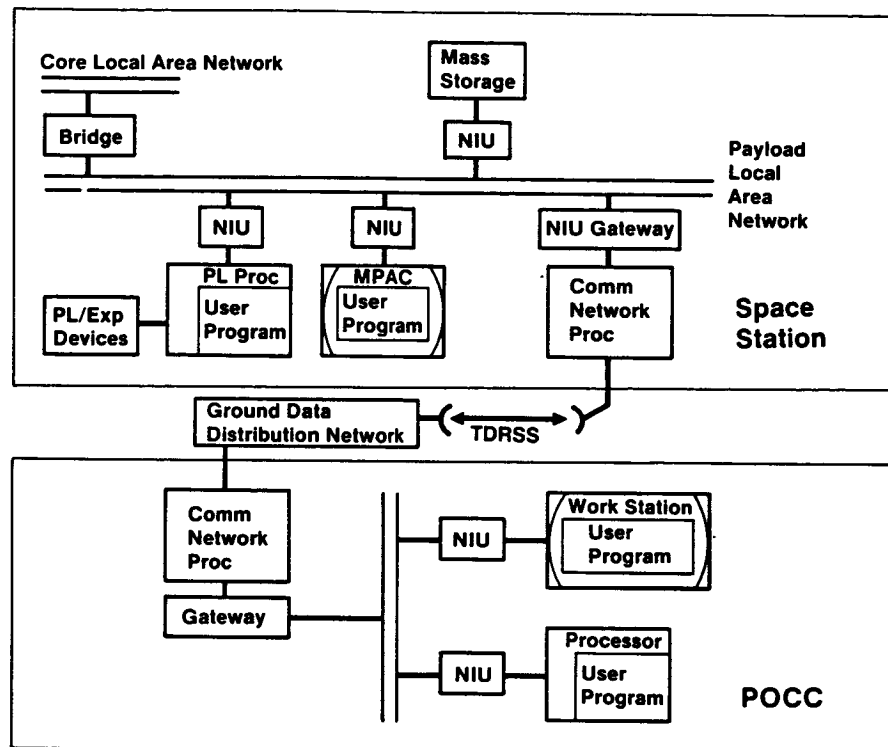 Core Local Area Network
Mass
Storage
Bridge
NIU
Payload
Local
Area
Network
NIU
NIU
NIU Gateway
PL Proc
User
Program
MPAC
User
Program
Comm
Network
Proc
PL/Exp
Devices
Space
Station
Ground Data
Distribution Network
TDRSS
Comm
Network
Proc
Gateway
NIU
Work Station
User
Program
NIU
Processor
User
Program
POCC